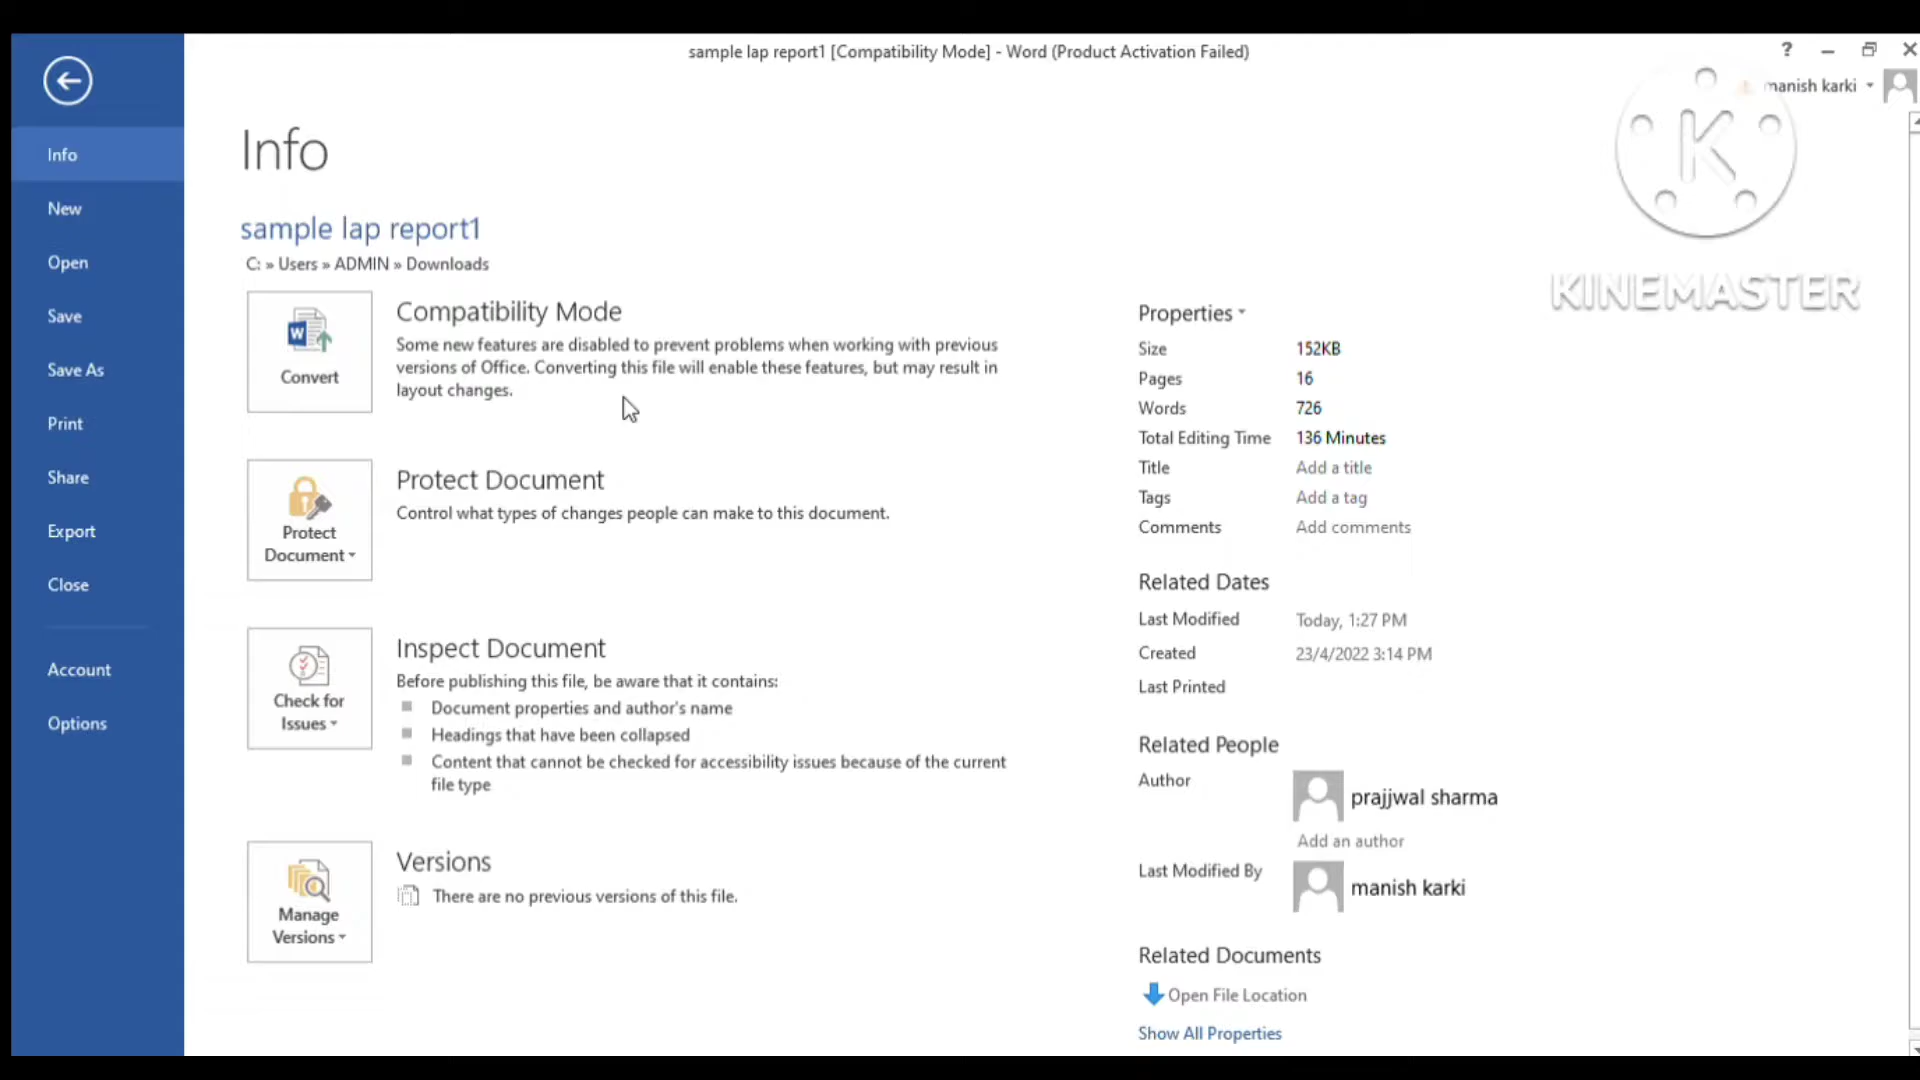 sample lap report1 [Compatibility Mode] - Word (Product Activation Failed)
?
manish karki
K
KINEMASTER
Info
New
Open
Save
Save As
Print
Share
Export
Close
Account
Options
Info
sample lap report1
C: » Users » ADMIN » Downloads
Convert
Compatibility Mode
Some new features are disabled to prevent problems when working with previous
versions of Office. Converting this file will enable these features, but may result in
layout changes.
Protect
Document
Protect Document
Control what types of changes people can make to this document.
Check for
Issues
Inspect Document
Before publishing this file, be aware that it contains:
Document properties and author's name
Headings that have been collapsed
Content that cannot be checked for accessibility issues because of the current
file type
Manage
Versions
Versions
There are no previous versions of this file.
Properties
Size 152KB
Pages 16
Words 726
Total Editing Time 136 Minutes
Title Add a title
Tags Add a tag
Comments Add comments
Related Dates
Last Modified Today, 1:27 PM
Created 23/4/2022 3:14 PM
Last Printed
Related People
Author prajjwal sharma
Add an author
Last Modified By manish karki
Related Documents
Open File Location
Show All Properties